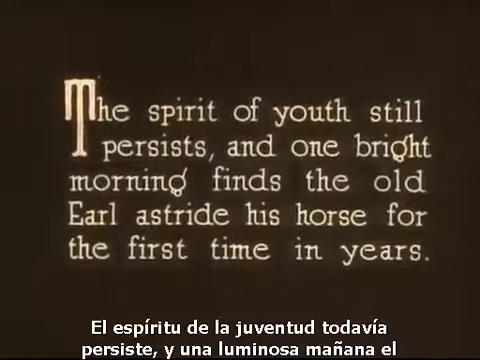 The spirit of youth still
persists, and one bright
morning finds the old
Earl astride his horse for
the first time in years.
El espíritu de la juventud todavía
persiste, y una luminosa mañana el